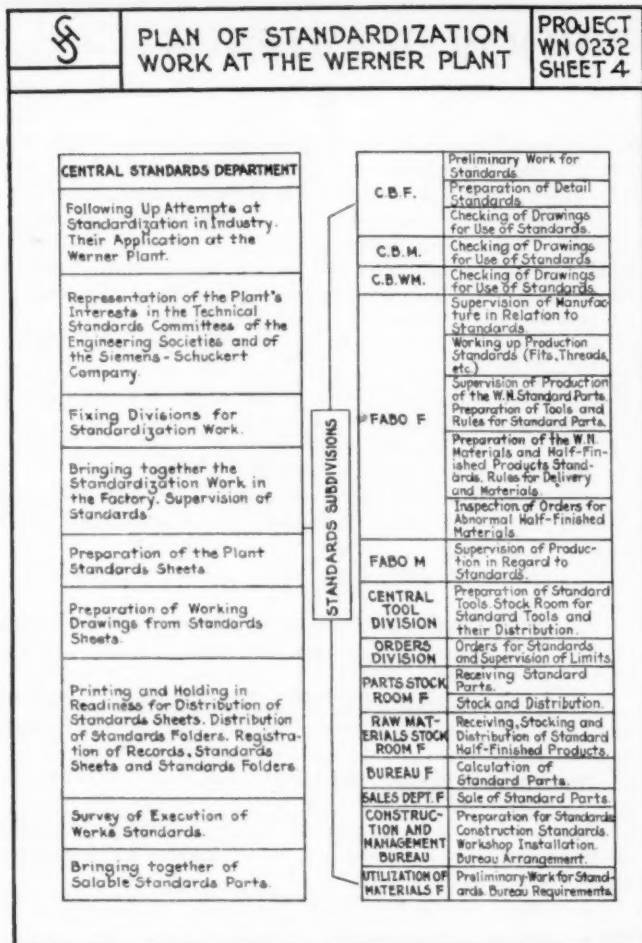 PLAN OF STANDARDIZATION
WORK AT THE WERNER PLANT
PROJECT
WN 0232
SHEET 4
CENTRAL STANDARDS DEPARTMENT
Following Up Attempts at
Standardization in Industry.
Their Application at the
Werner Plant.
Representation of the Plant's
Interests in the Technical
Standards Committees of the
Engineering Societies and of
the Siemens-Schuckert
Company.
Fixing Divisions for
Standardization Work.
Bringing together the
Standardization Work in
the Factory. Supervision of
Standards.
Preparation of the Plant
Standards Sheets
Preparation of Working
Drawings from Standards
Sheets.
Printing and Holding in
Readiness for Distribution of
Standards Sheets. Distribution
of Standards Folders. Registra-
tion of Records, Standards
Sheets and Standards Folders
Survey of Execution of
Works Standards.
Bringing together of
Salable Standards Parts.
STANDARDS SUBDIVISIONS
C.B.F.
Preliminary Work for
Standards
Preparation of Detail
Standards
Checking of Drawings
for Use of Standards.
C.B.M.
Checking of Drawings
for Use of Standards
C.B.WM.
Checking of Drawings
for Use of Standards.
FABO F
Supervision of Manufac-
ture in Relation to
Standards.
Working up Production
Standards (Fits, Threads,
etc.)
Supervision of Production
of the W.N. Standard Parts.
Preparation of Tools and
Rules for Standard Parts.
Preparation of the W.N.
Materials and Half-Fin-
ished Products Stand-
ards. Rules for Delivery
and Materials.
Inspection of Orders for
Abnormal Half-Finished
Materials
FABO M
Supervision of Produc-
tion in Regard to
Standards.
CENTRAL
TOOL
DIVISION
Preparation of Standard
Tools. Stock Room for
Standard Tools and
their Distribution.
ORDERS
DIVISION
Orders for Standards
and Supervision of Limits.
PARTS STOCK
ROOM F
Receiving Standard
Parts.
Stock and Distribution.
RAW MAT-
ERIALS STOCK
ROOM F
Receiving, Stocking and
Distribution of Standard
Half-Finished Products.
BUREAU F
Calculation of
Standard Parts.
SALES DEPT. F
Sale of Standard Parts.
CONSTRUC-
TION AND
MANAGEMENT
BUREAU
Preparation for Standards
Construction Standards.
Workshop Installation.
Bureau Arrangement.
UTILIZATION OF
MATERIALS F
Preliminary Work for Stand-
ards. Bureau Requirements.